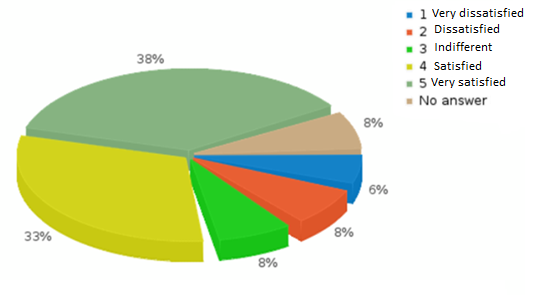 1 Very dissatisfied
2 Dissatisfied
3 Indifferent
4 Satisfied
5 Very satisfied
No answer
38%
8%
6%
8%
8%
33%